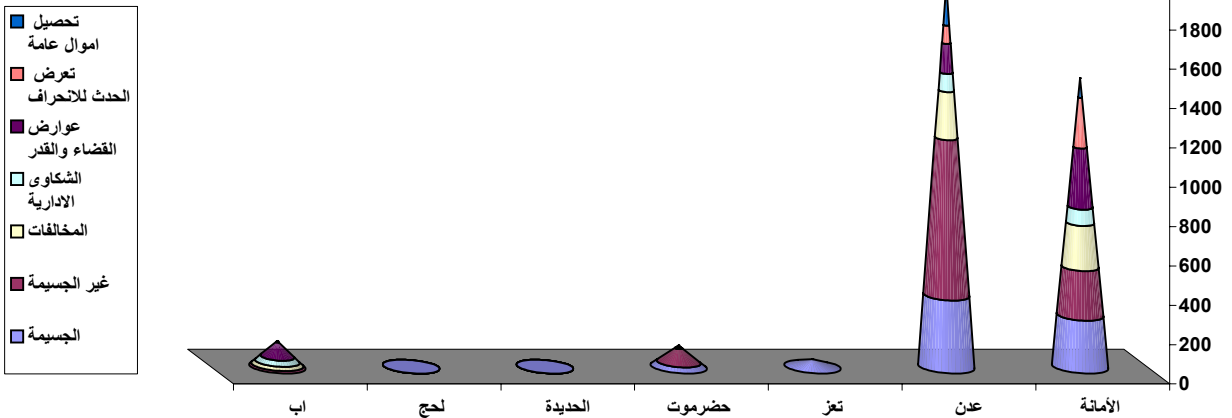 تحصيل
اموال عامة
تعرض
الحدث للانحراف
عوارض
القضاء والقدر
الشكاوى
الادارية
المخالفات
غير الجسيمة
الجسيمة
1800
1600
1400
1200
1000
800
600
400
200
0
الأمانة
عدن
تعز
حضرموت
الحديدة
لحج
اب